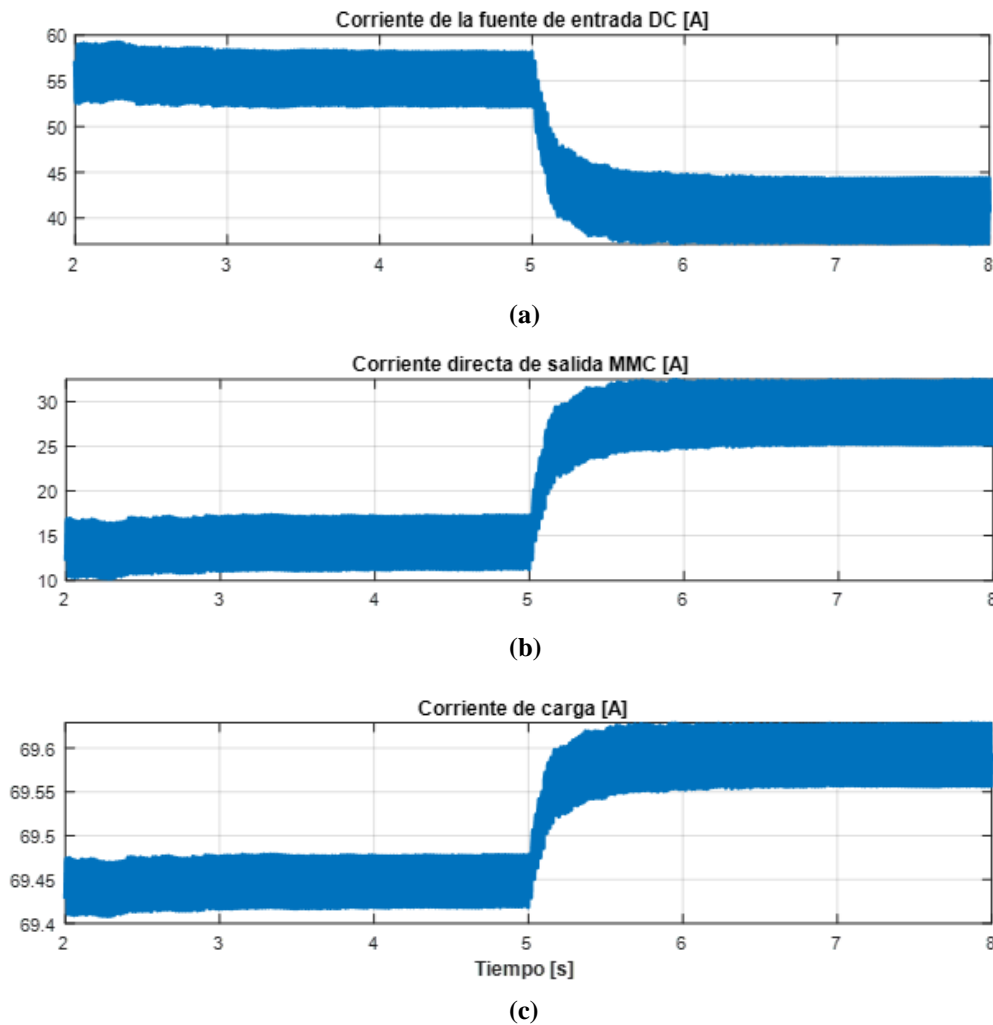 Corriente de la fuente de entrada DC [A]
60
55
50
45
40
2 3 4 5 6 7 8
(a)
Corriente directa de salida MMC [A]
30
25
20
15
10
2 3 4 5 6 7 8
(b)
Corriente de carga [A]
69.6
69.55
69.5
69.45
69.4
2 3 4 5 6 7 8
Tiempo [s]
(c)